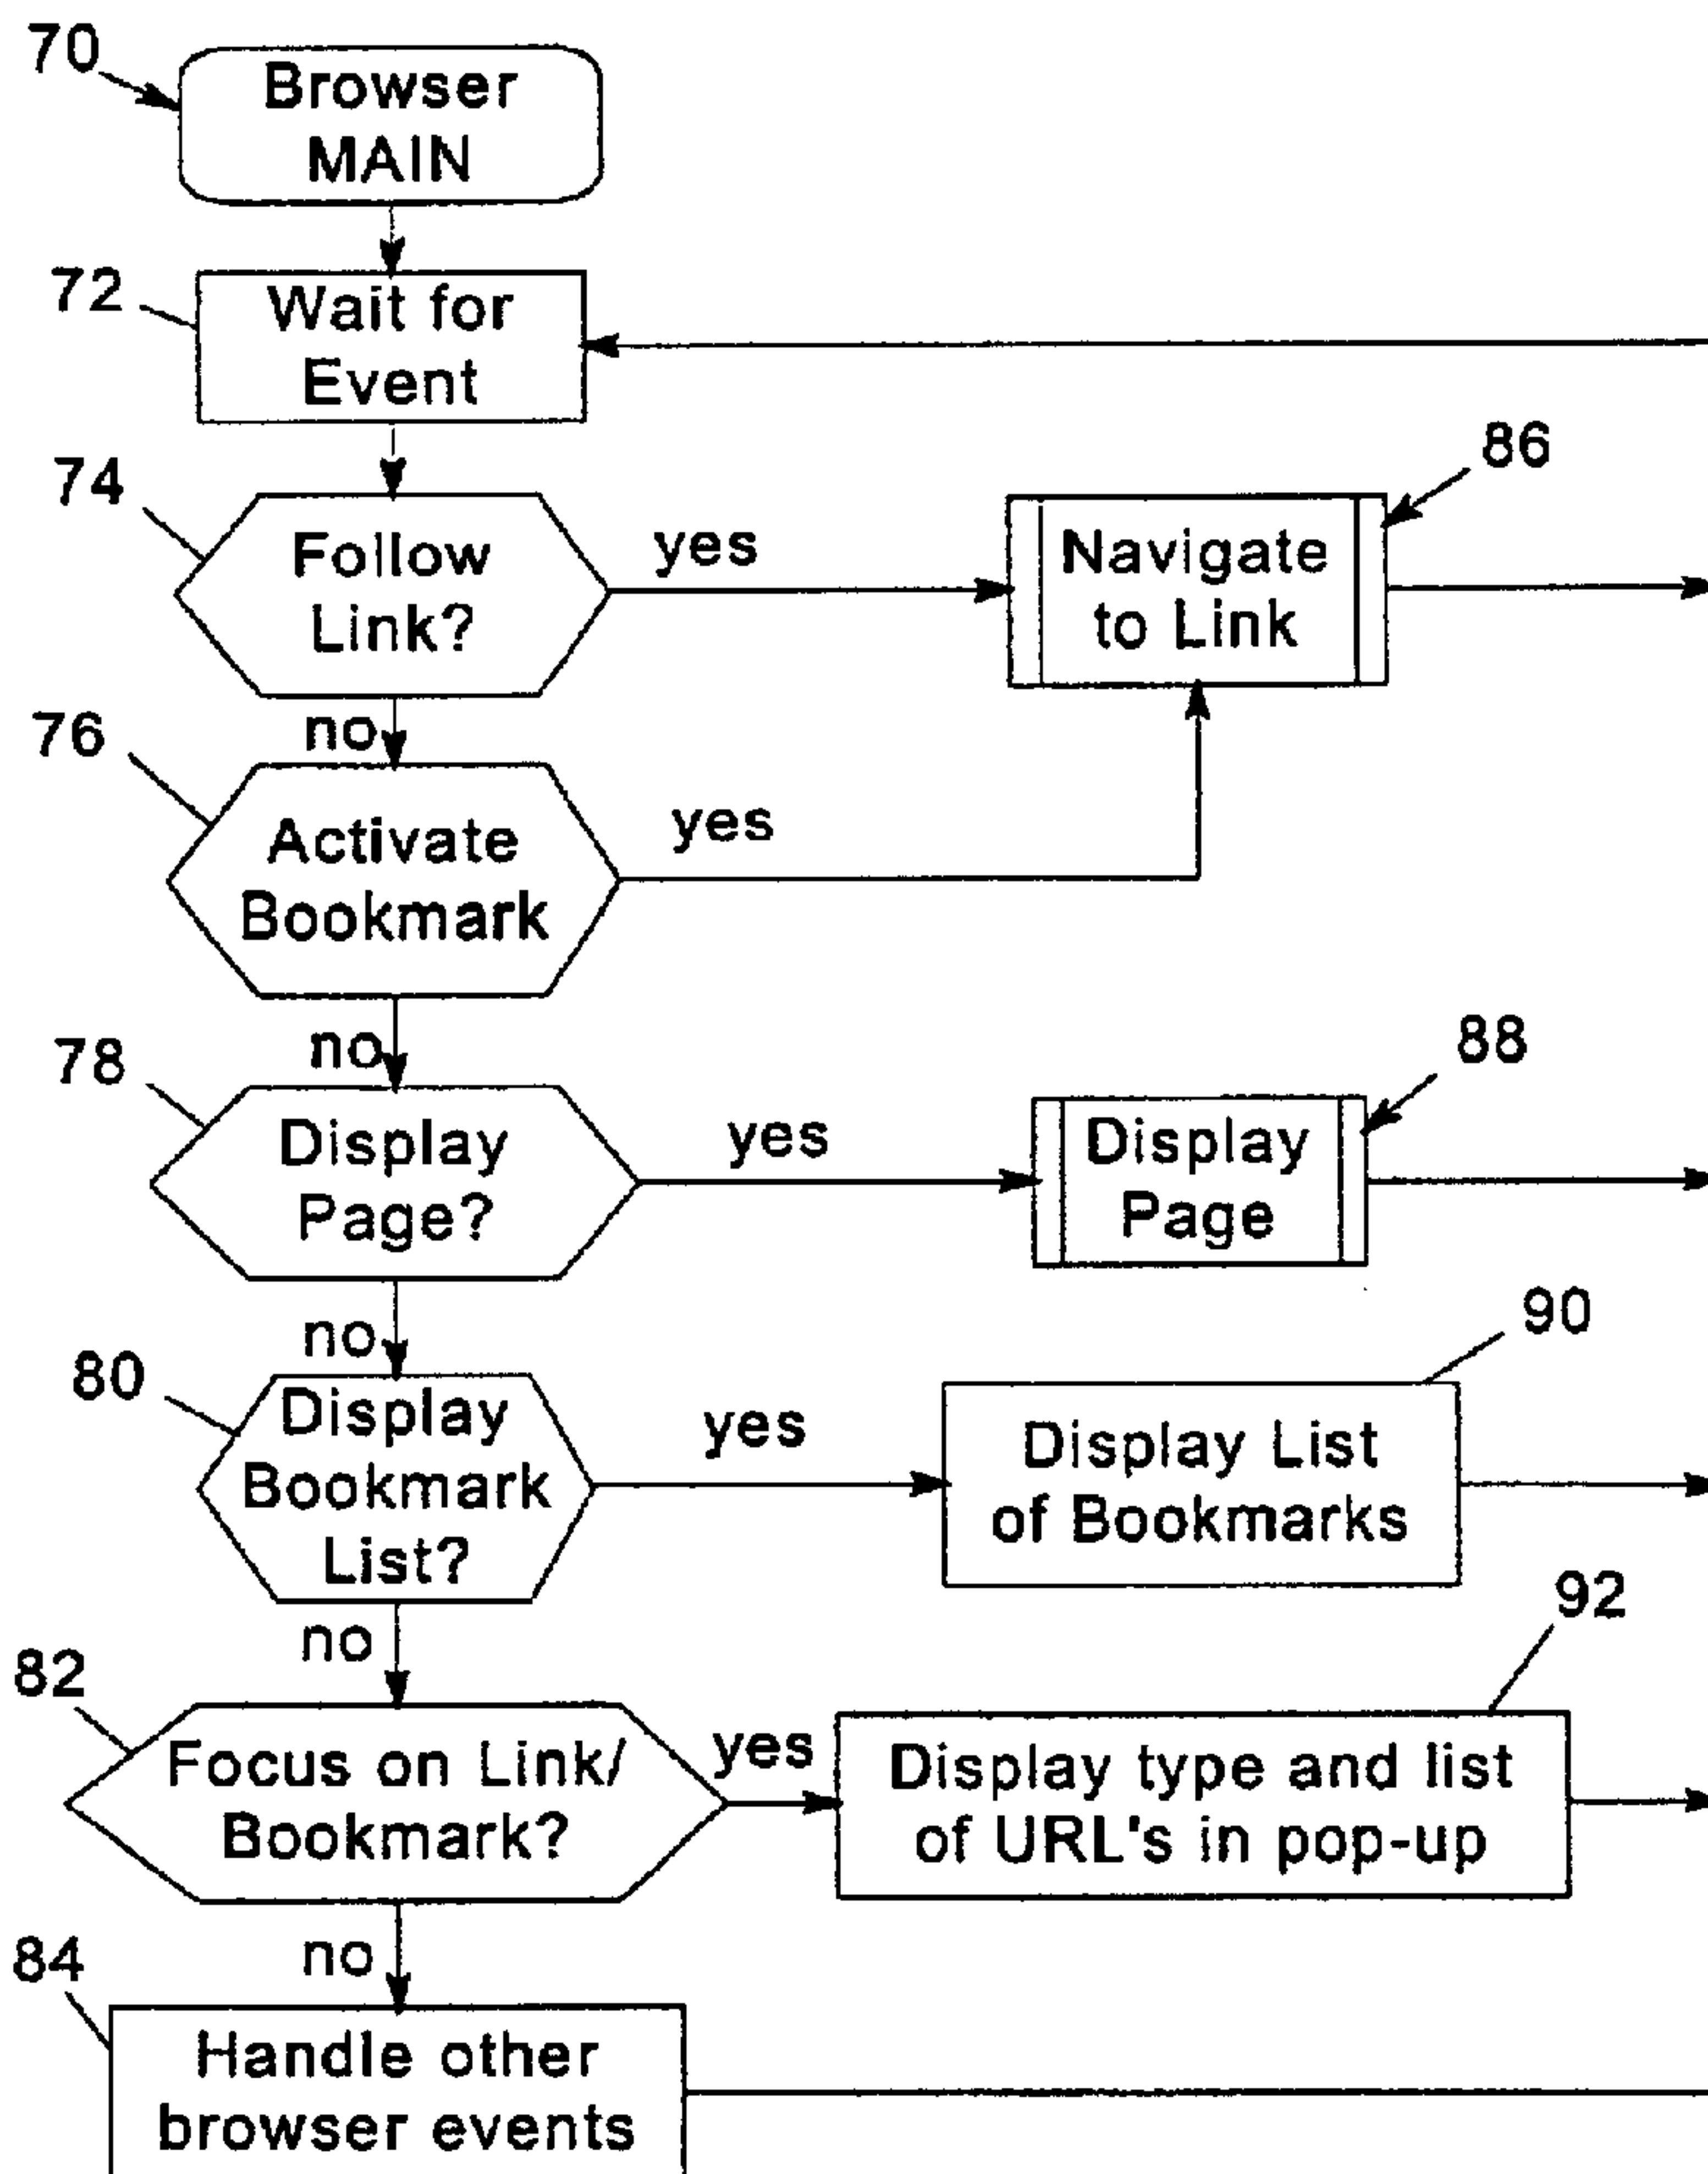 70
Browser
MAIN
72
Wait for
Event
74
Follow
Link?
yes
86
Navigate
to Link
no
76
Activate
Bookmark
yes
no
78
Display
Page?
yes
88
Display
Page
no
80
Display
Bookmark
List?
yes
90
Display List
of Bookmarks
no
82
Focus on Link/
Bookmark?
yes
92
Display type and list
of URL's in pop-up
no
84
Handle other
browser events